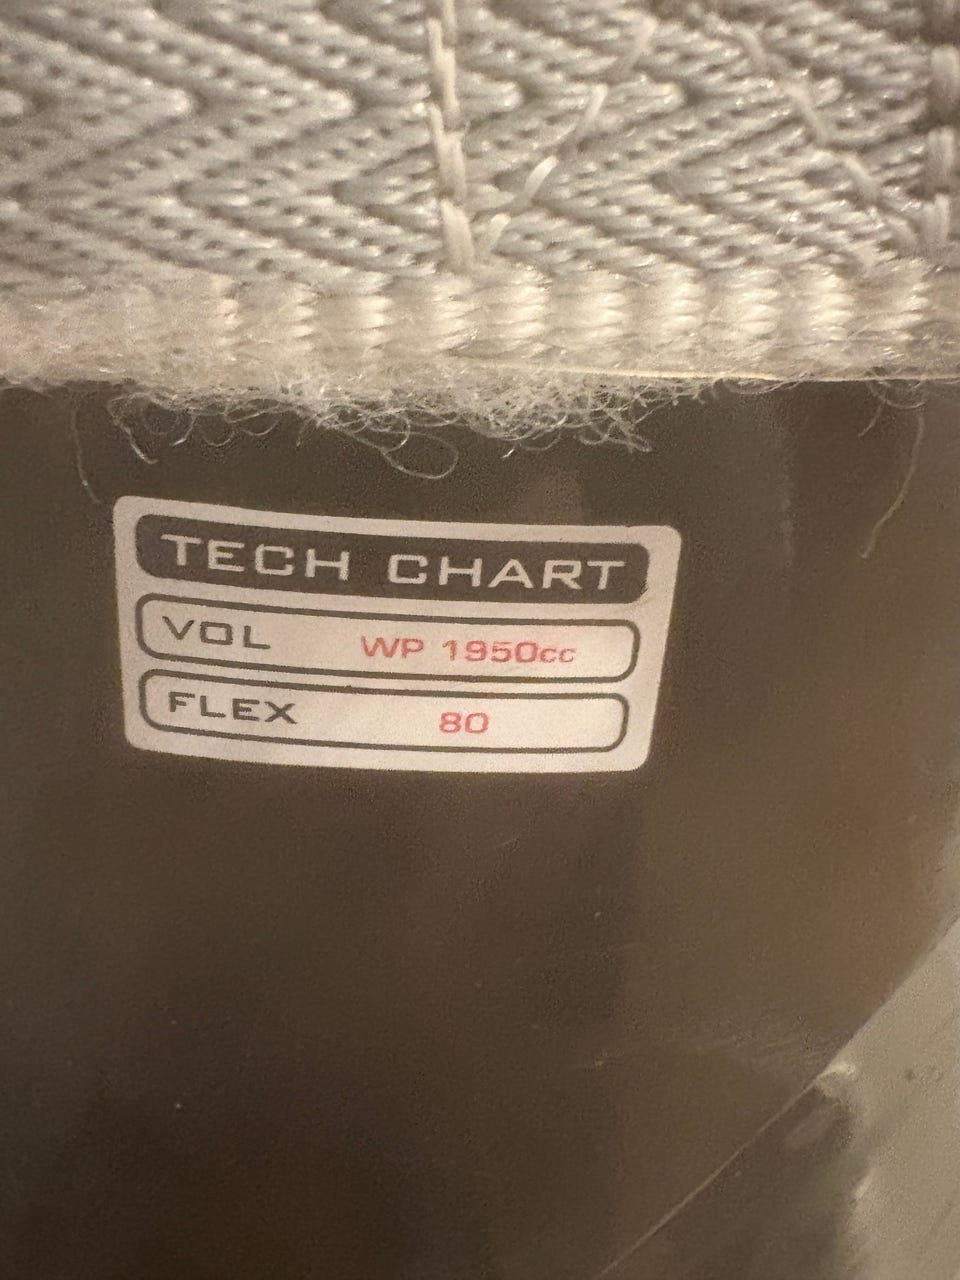 TECH CHART
VOL WP 1950cc
FLEX 80